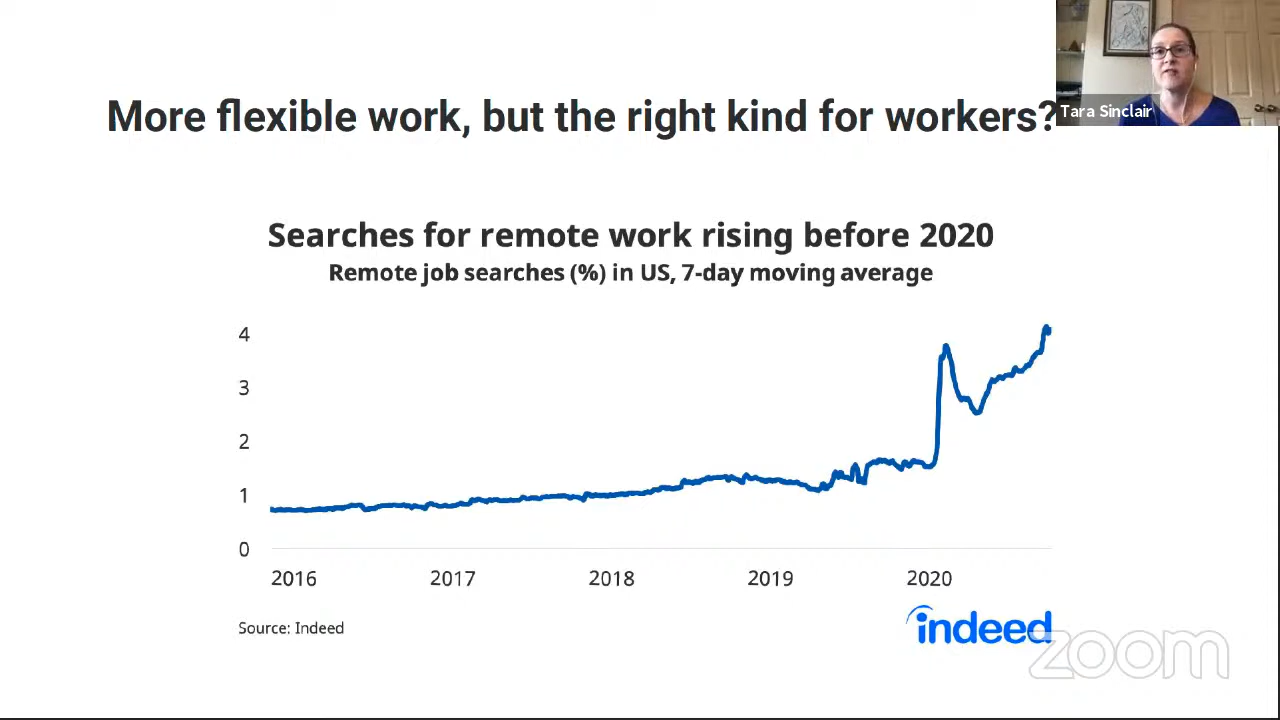 More flexible work, but the right kind for workers?
Tara Sinclair
Searches for remote work rising before 2020
Remote job searches (%) in US, 7-day moving average
4
3
2
1
0
2016 2017 2018 2019 2020
Source: Indeed
indeed
zoom